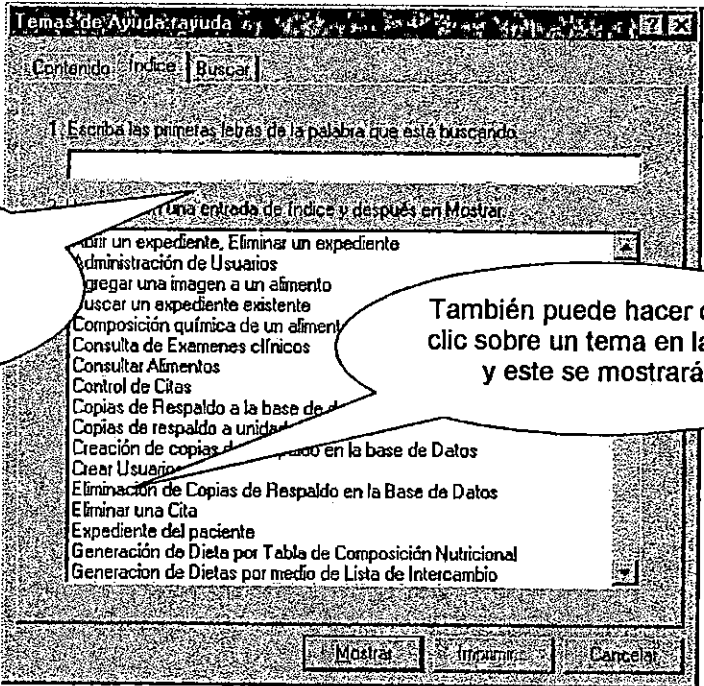 Temas de Ayuda: rayuda
Contenido Índice Buscar
1. Escriba las primeras letras de la palabra que está buscando.
una entrada de índice y después en Mostrar.
Abrir un expediente, Eliminar un expediente
Administración de Usuarios
Agregar una imagen a un alimento
Buscar un expediente existente
Composición química de un aliment
Consulta de Examenes clínicos
Consultar Alimentos
Control de Citas
Copias de Respaldo a la base de d
Copias de respaldo a unidad
Creación de copias d paldo en la base de Datos
Crear Usuarios
Eliminación de Copias de Respaldo en la Base de Datos
Eliminar una Cita
Expediente del paciente
Generación de Dieta por Tabla de Composición Nutricional
Generacion de Dietas por medio de Lista de Intercambio
También puede hacer
clic sobre un tema en la
y este se mostrará
Mostrar Imprimir... Cancelar